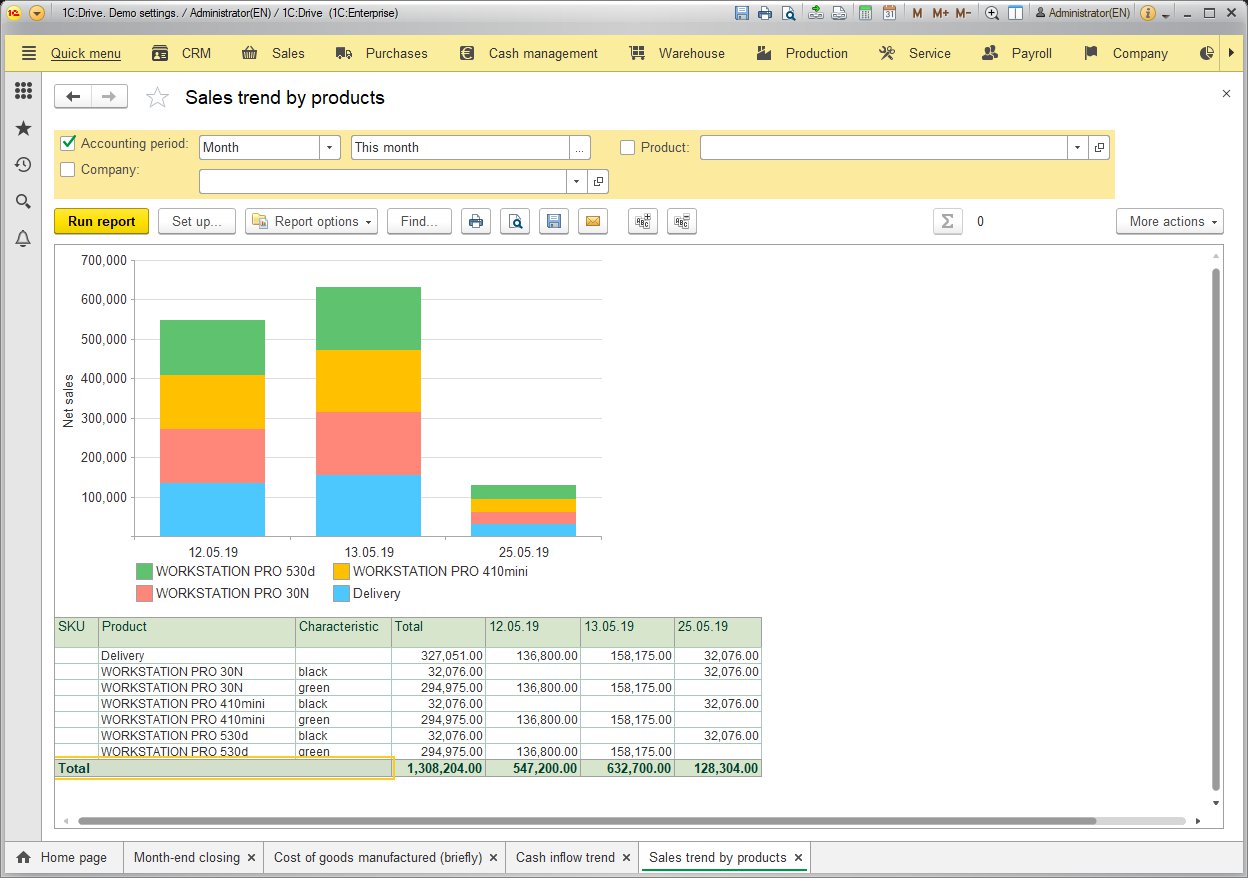 1C:Drive. Demo settings. / Administrator(EN) / 1C:Drive (1C:Enterprise)
M M+ M- Administrator(EN)
Quick menu CRM Sales Purchases Cash management Warehouse Production Service Payroll Company
Sales trend by products
Accounting period: Month This month ... Product:
Company:
Run report Set up... Report options Find... Σ 0 More actions
700,000
600,000
500,000
400,000
300,000
200,000
100,000
Net sales
12.05.19 13.05.19 25.05.19
WORKSTATION PRO 530d WORKSTATION PRO 410mini
WORKSTATION PRO 30N Delivery
SKU Product Characteristic Total 12.05.19 13.05.19 25.05.19
Delivery 327,051.00 136,800.00 158,175.00 32,076.00
WORKSTATION PRO 30N black 32,076.00 32,076.00
WORKSTATION PRO 30N green 294,975.00 136,800.00 158,175.00
WORKSTATION PRO 410mini black 32,076.00 32,076.00
WORKSTATION PRO 410mini green 294,975.00 136,800.00 158,175.00
WORKSTATION PRO 530d black 32,076.00 32,076.00
WORKSTATION PRO 530d green 294,975.00 136,800.00 158,175.00
Total 1,308,204.00 547,200.00 632,700.00 128,304.00
Home page Month-end closing Cost of goods manufactured (briefly) Cash inflow trend Sales trend by products